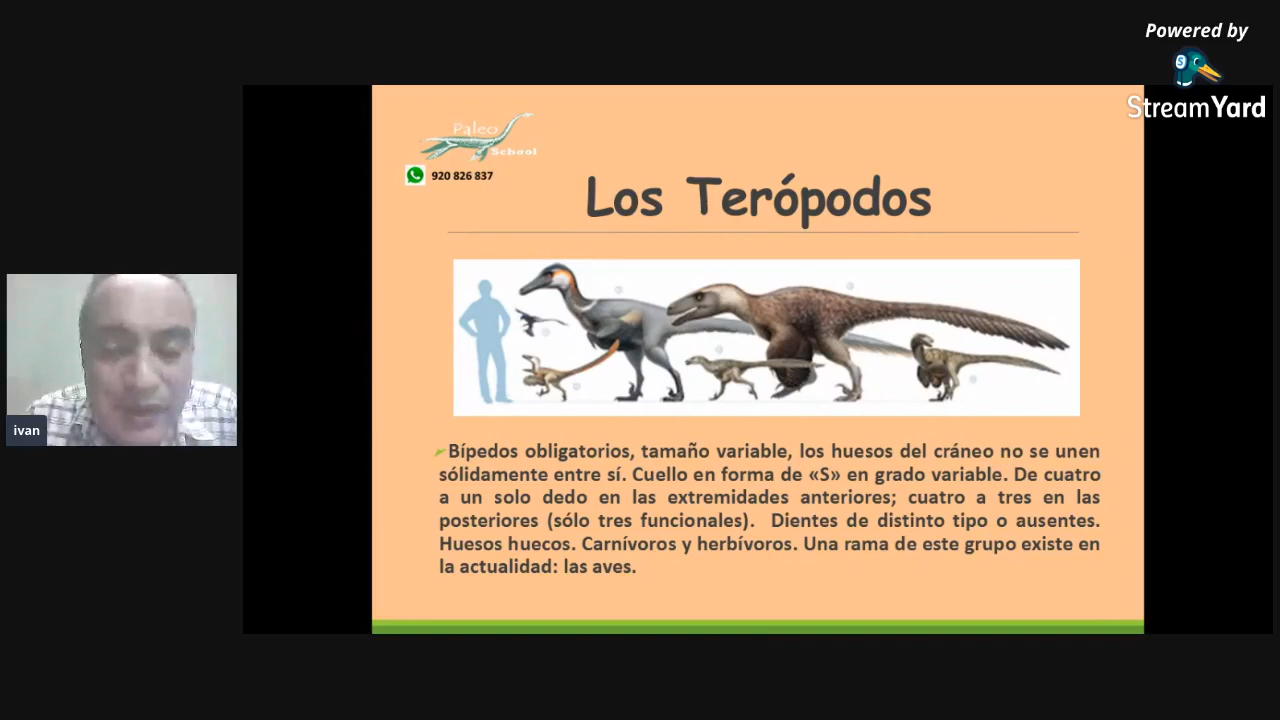 Powered by
StreamYard
Paleo
School
920 826 837
Los Terópodos
ivan
Bípedos obligatorios, tamaño variable, los huesos del cráneo no se unen
sólidamente entre sí. Cuello en forma de «S» en grado variable. De cuatro
a un solo dedo en las extremidades anteriores; cuatro a tres en las
posteriores (sólo tres funcionales). Dientes de distinto tipo o ausentes.
Huesos huecos. Carnívoros y herbívoros. Una rama de este grupo existe en
la actualidad: las aves.